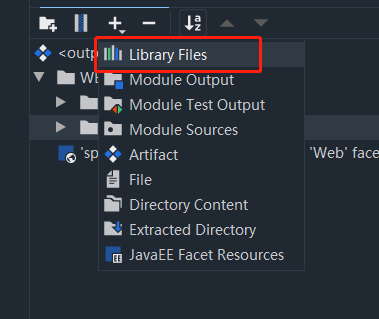 <outp
Library Files
WE
Module Output
Module Test Output
Module Sources
'sp
Artifact
'Web' face
File
Directory Content
Extracted Directory
JavaEE Facet Resources